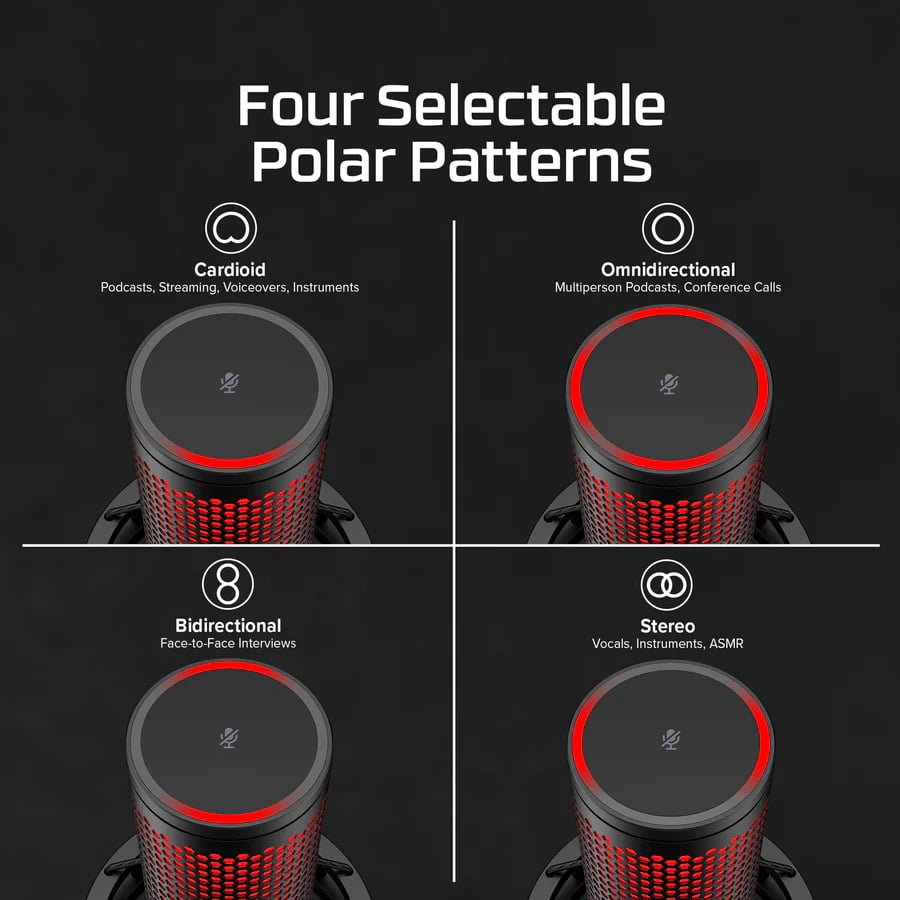 Four Selectable
Polar Patterns
Cardioid
Podcasts, Streaming, Voiceovers, Instruments
Omnidirectional
Multiperson Podcasts, Conference Calls
Bidirectional
Face-to-Face Interviews
Stereo
Vocals, Instruments, ASMR